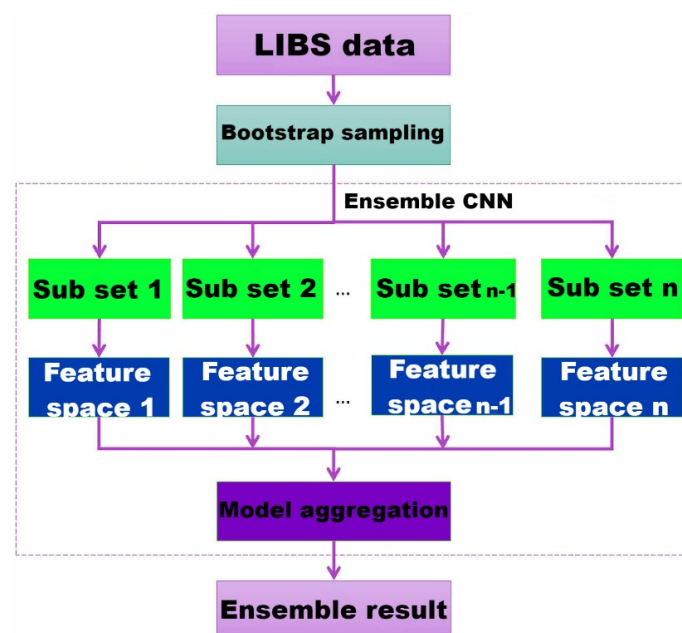 LIBS data
Bootstrap sampling
Ensemble CNN
Sub set 1
Sub set 2
...
Sub set n-1
Sub set n
Feature
space 1
Feature
space 2
...
Feature
space n-1
Feature
space n
Model aggregation
Ensemble result